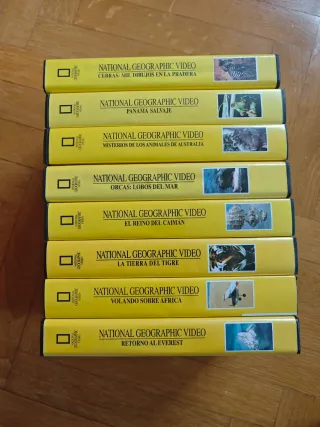 NATIONAL GEOGRAPHIC VIDEO
CEBRAS: DIBUJOS EN LA PRADERA
NATIONAL GEOGRAPHIC VIDEO
PANAMA SALVAJE
NATIONAL GEOGRAPHIC VIDEO
MISTERIOS DE LOS ANIMALES DE AUSTRALIA
NATIONAL GEOGRAPHIC VIDEO
ORCAS: LOBOS DEL MAR
NATIONAL GEOGRAPHIC VIDEO
EL REINO DEL CAIMÁN
NATIONAL GEOGRAPHIC VIDEO
LA TIERRA DEL TIGRE
NATIONAL GEOGRAPHIC VIDEO
VOLANDO SOBRE AFRICA
NATIONAL GEOGRAPHIC VIDEO
RETORNO AL EVEREST